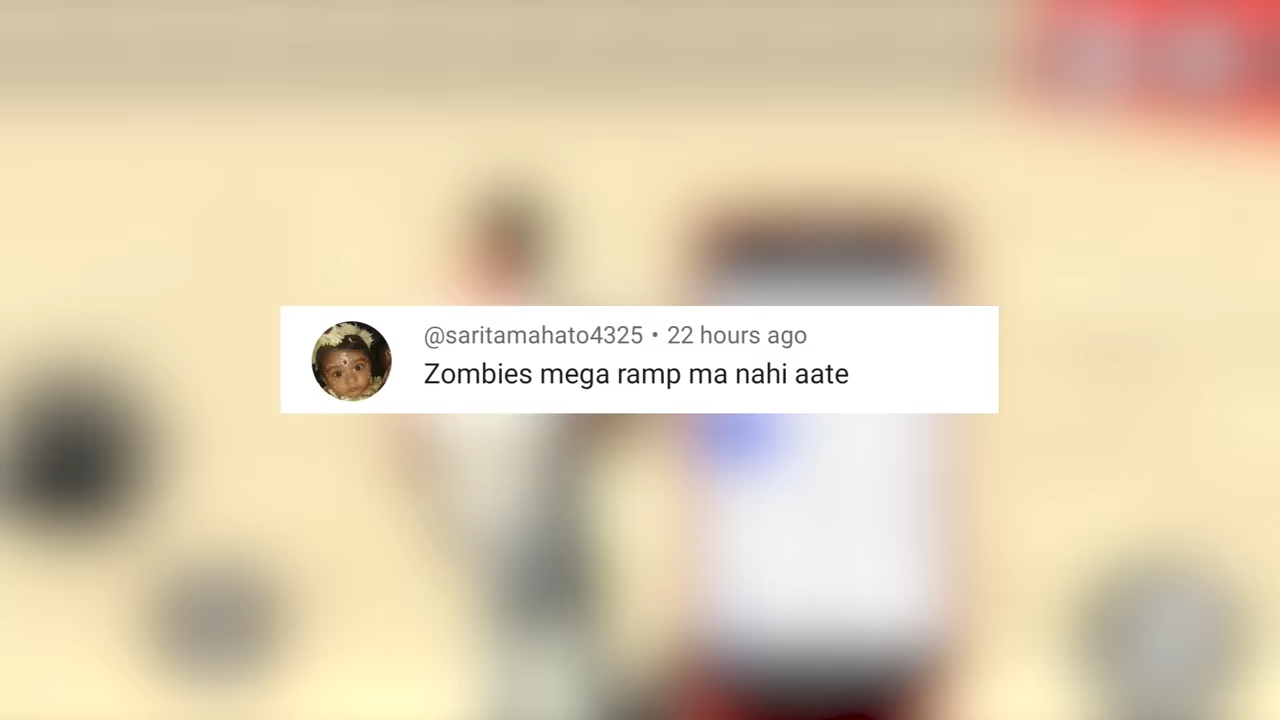 @saritamahato4325 • 22 hours ago
Zombies mega ramp ma nahi aate